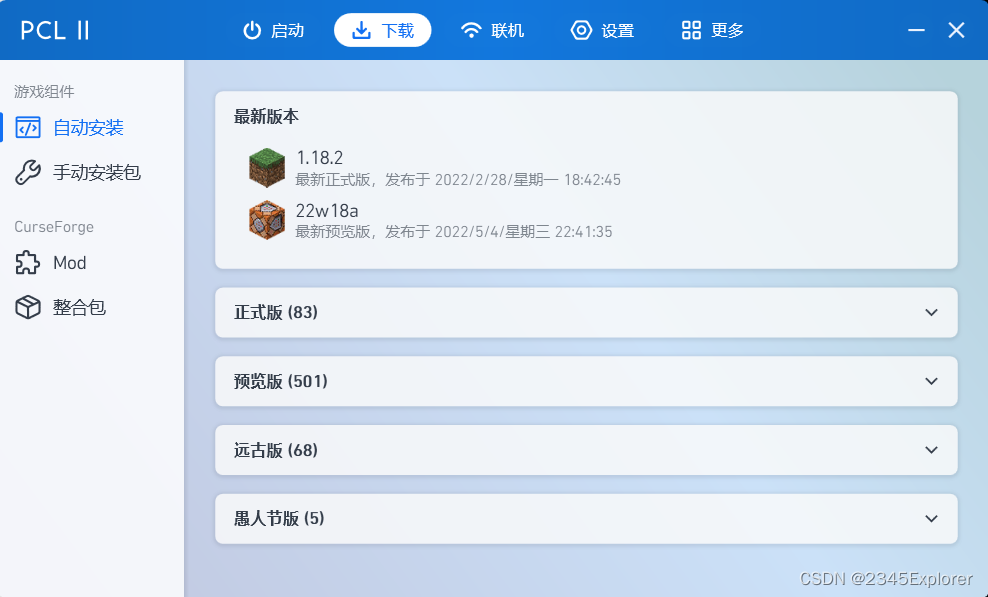 PCL II
启动
下载
联机
设置
更多
游戏组件
自动安装
手动安装包
CurseForge
Mod
整合包
最新版本
1.18.2
最新正式版，发布于 2022/2/28/星期一 18:42:45
22w18a
最新预览版，发布于 2022/5/4/星期三 22:41:35
正式版 (83)
预览版 (501)
远古版 (68)
愚人节版 (5)
CSDN @2345Explorer